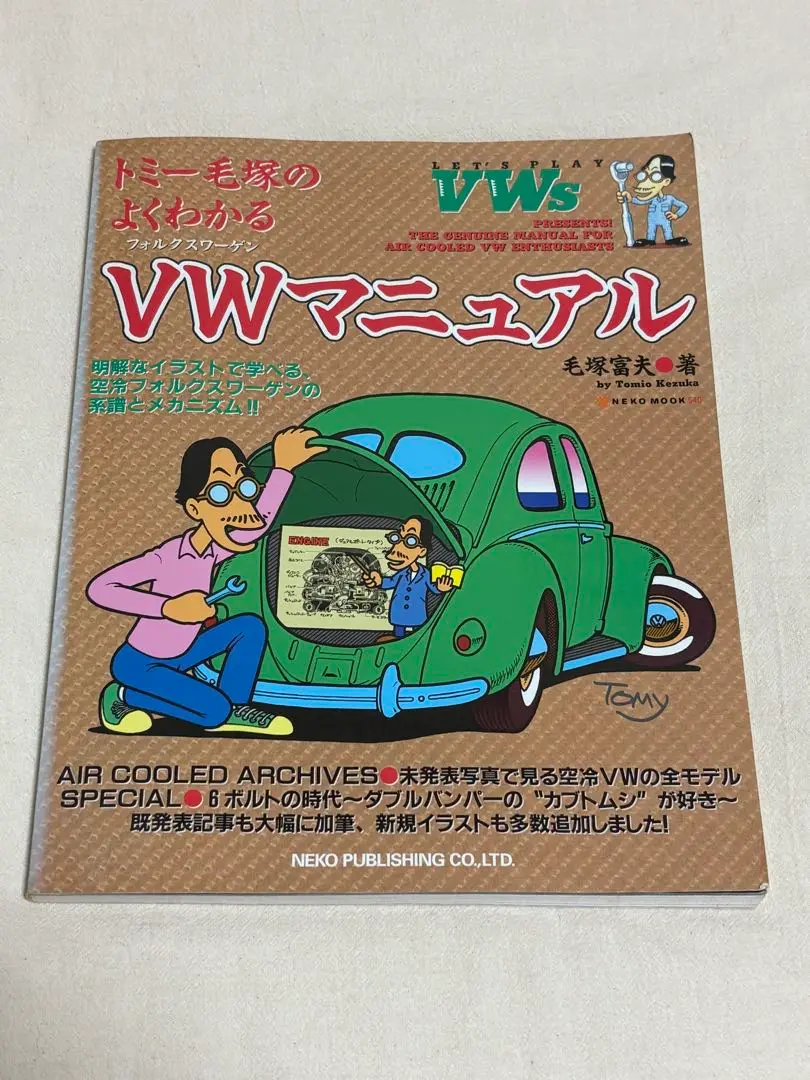 トミー毛塚の
よくわかる
フォルクスワーゲン
LET'S PLAY
VWs
PRESENTS!
THE GENUINE MANUAL FOR
AIR COOLED VW ENTHUSIASTS
VWマニュアル
明解なイラストで学べる、
空冷フォルクスワーゲンの
系譜とメカニズム!!
毛塚富夫●著
by Tomio Kezuka
NEKO MOOK 540
ENGINE
TOMY
AIR COOLED ARCHIVES●未発表写真で見る空冷VWの全モデル
SPECIAL●6ボルトの時代〜ダブルバンパーの“カブトムシ”が好き〜
既発表記事も大幅に加筆、新規イラストも多数追加しました!
NEKO PUBLISHING CO.,LTD.